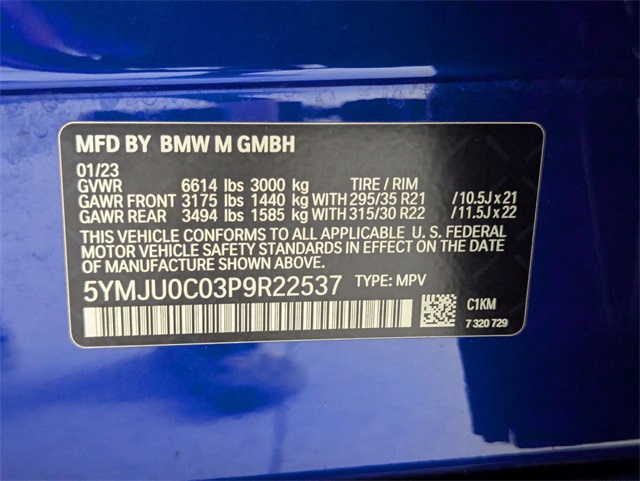 MFD BY BMW M GMBH
01/23
GVWR 6614 lbs 3000 kg TIRE / RIM
GAWR FRONT 3175 lbs 1440 kg WITH 295/35 R21 /10.5J x 21
GAWR REAR 3494 lbs 1585 kg WITH 315/30 R22 /11.5J x 22
THIS VEHICLE CONFORMS TO ALL APPLICABLE U. S. FEDERAL
MOTOR VEHICLE SAFETY STANDARDS IN EFFECT ON THE DATE
OF MANUFACTURE SHOWN ABOVE.
5YMJU0C03P9R22537 TYPE: MPV
C1KM
7 320 729